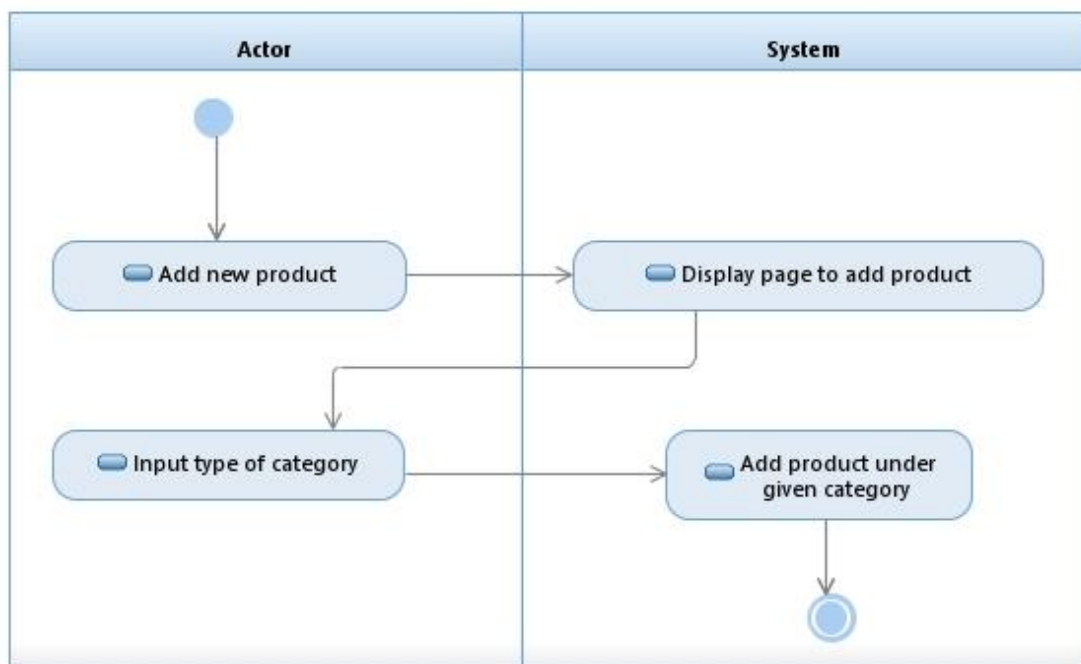 Actor
System
Add new product
Display page to add product
Input type of category
Add product under
given category